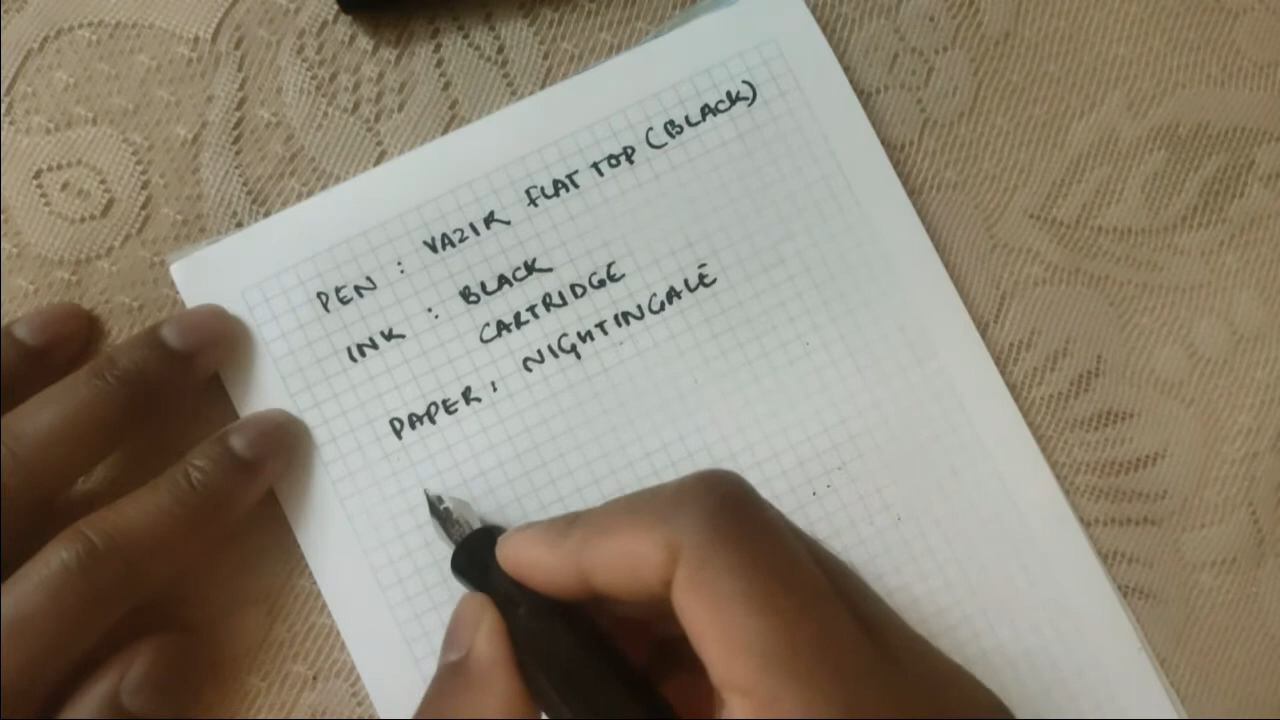 PEN : VAZIR FLAT TOP (BLACK)
INK : BLACK
CARTRIDGE
PAPER : NIGHTINGALE